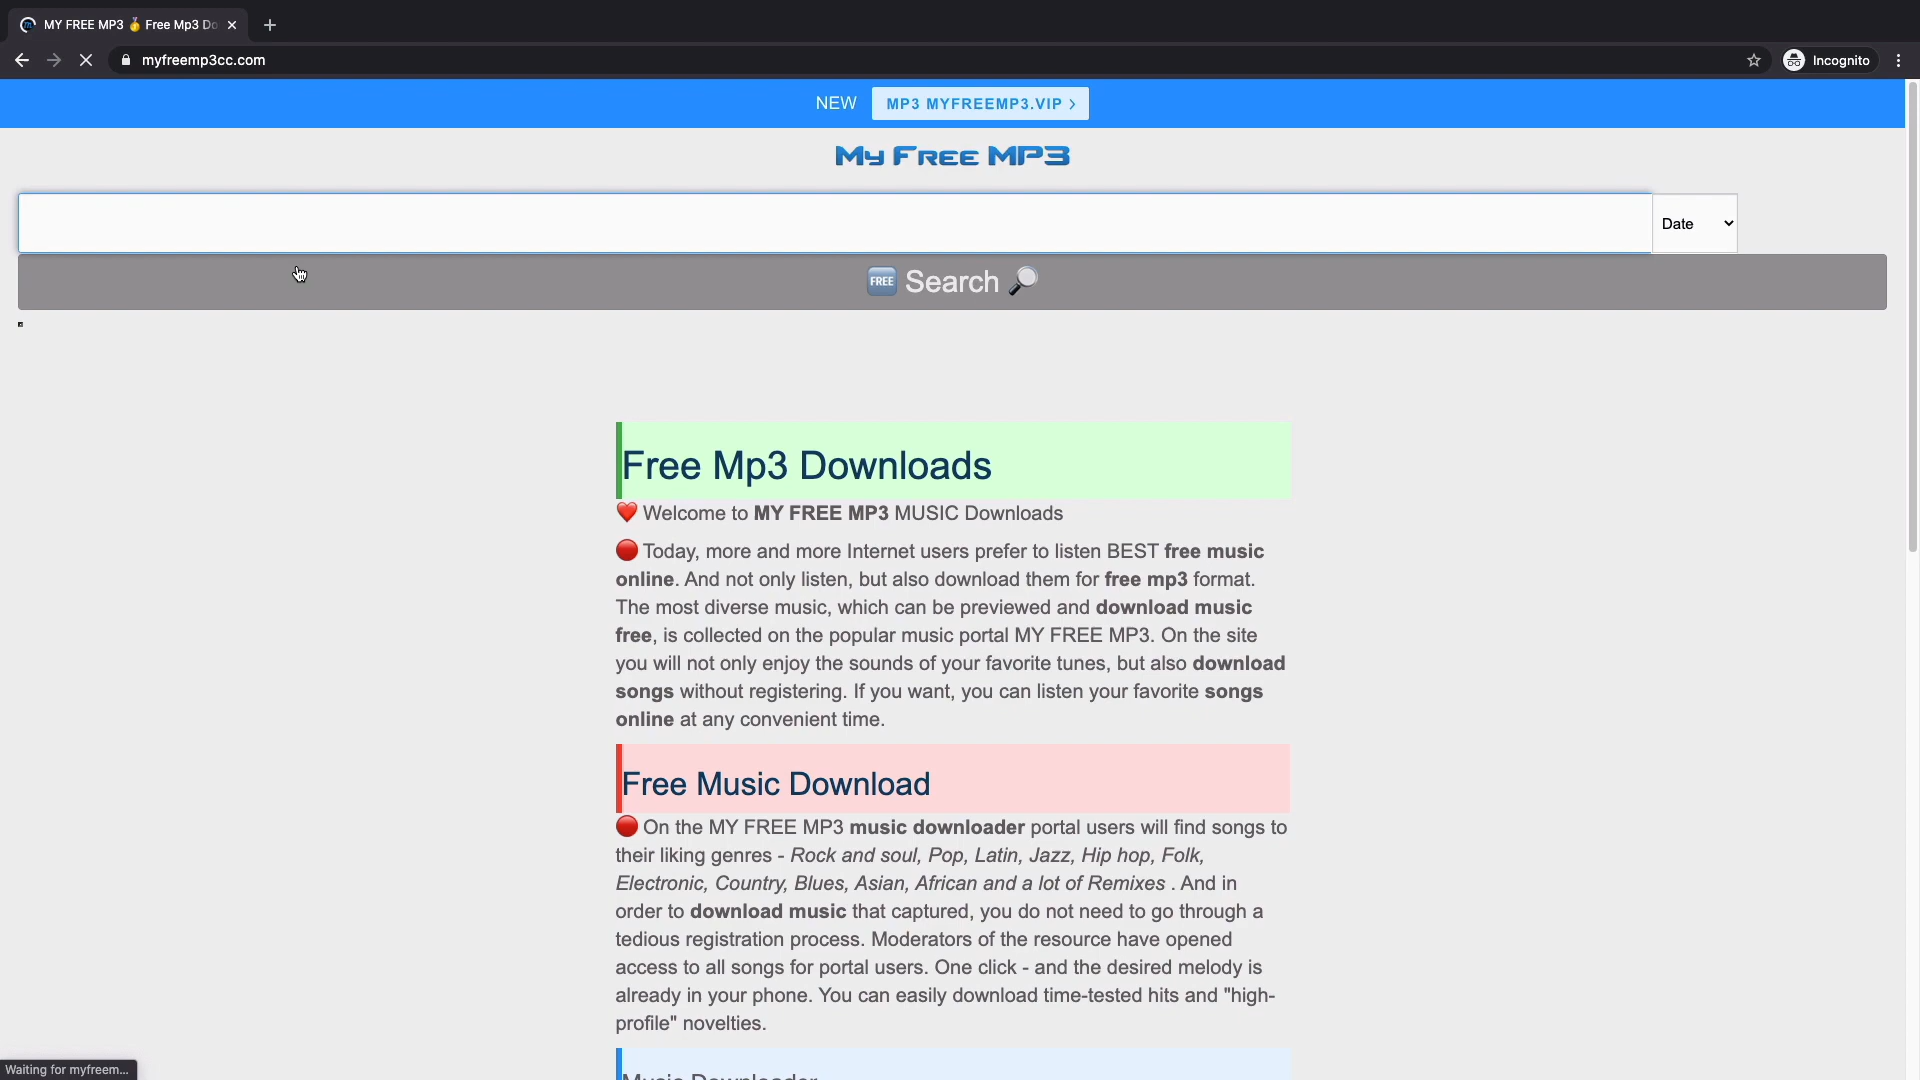 MY FREE MP3 🥇 Free Mp3 Do
myfreemp3cc.com
Incognito
NEW MP3 MYFREEMP3.VIP >
My Free MP3
Date
FREE Search
Free Mp3 Downloads
Welcome to MY FREE MP3 MUSIC Downloads
Today, more and more Internet users prefer to listen BEST free music
online. And not only listen, but also download them for free mp3 format.
The most diverse music, which can be previewed and download music
free, is collected on the popular music portal MY FREE MP3. On the site
you will not only enjoy the sounds of your favorite tunes, but also download
songs without registering. If you want, you can listen your favorite songs
online at any convenient time.
Free Music Download
On the MY FREE MP3 music downloader portal users will find songs to
their liking genres - Rock and soul, Pop, Latin, Jazz, Hip hop, Folk,
Electronic, Country, Blues, Asian, African and a lot of Remixes . And in
order to download music that captured, you do not need to go through a
tedious registration process. Moderators of the resource have opened
access to all songs for portal users. One click - and the desired melody is
already in your phone. You can easily download time-tested hits and "high-
profile" novelties.
Music Downloader
Waiting for myfreem...